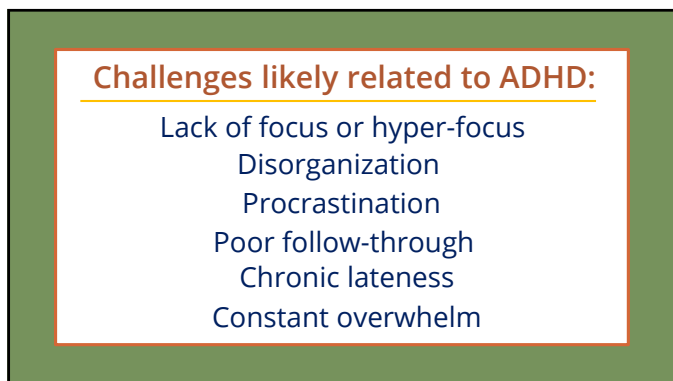 Challenges likely related to ADHD:
Lack of focus or hyper-focus
Disorganization
Procrastination
Poor follow-through
Chronic lateness
Constant overwhelm